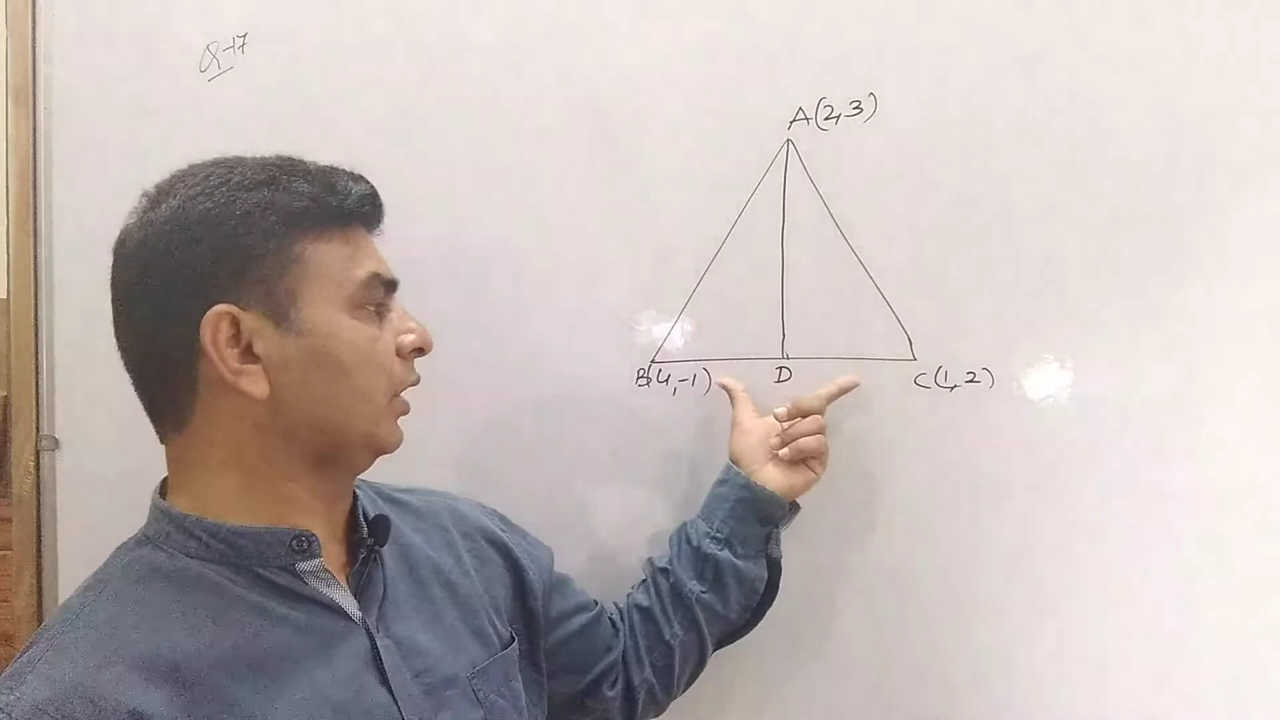 Q-17
A(2,3)
B(4,-1) D C(1,2)